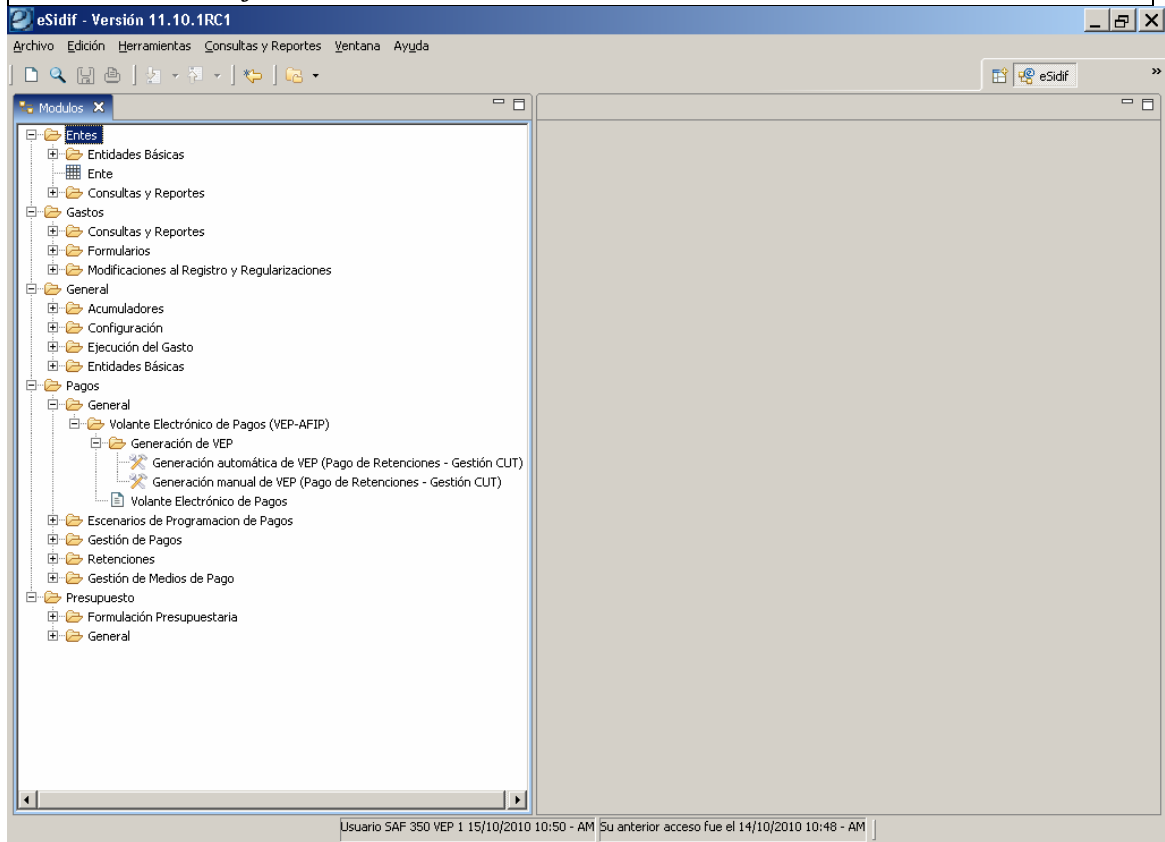 eSidif - Versión 11.10.1RC1
Archivo Edición Herramientas Consultas y Reportes Ventana Ayuda
eSidif »
Modulos
Entes
Entidades Básicas
Ente
Consultas y Reportes
Gastos
Consultas y Reportes
Formularios
Modificaciones al Registro y Regularizaciones
General
Acumuladores
Configuración
Ejecución del Gasto
Entidades Básicas
Pagos
General
Volante Electrónico de Pagos (VEP-AFIP)
Generación de VEP
Generación automática de VEP (Pago de Retenciones - Gestión CUT)
Generación manual de VEP (Pago de Retenciones - Gestión CUT)
Volante Electrónico de Pagos
Escenarios de Programacion de Pagos
Gestión de Pagos
Retenciones
Gestión de Medios de Pago
Presupuesto
Formulación Presupuestaria
General
Usuario SAF 350 VEP 1 15/10/2010 10:50 - AM Su anterior acceso fue el 14/10/2010 10:48 - AM